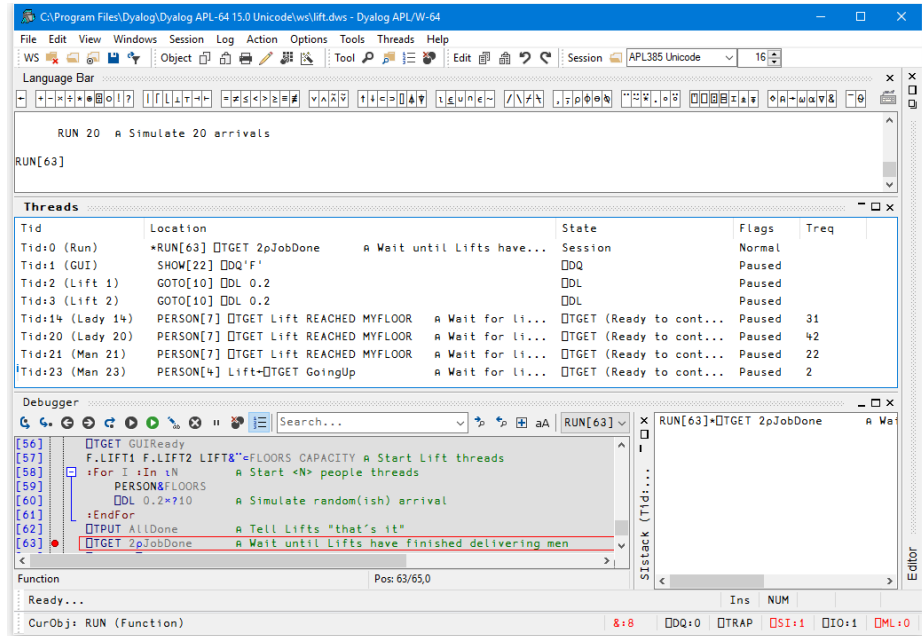 C:\Program Files\Dyalog\Dyalog APL-64 15.0 Unicode\ws\lift.dws - Dyalog APL/W-64
File Edit View Windows Session Log Action Options Tools Threads Help
WS Object Tool Edit Session APL385 Unicode 16
Language Bar
← + - × ÷ * ⍟ ⌹ ○ ! ? | ⌈ ⌊ ⊥ ⊤ ⊣ ⊢ = ≠ ≤ < > ≥ ≡ ≢ ∨ ∧ ⍲ ⍱ ↑ ↓ ⊂ ⊃ ⌷ ⍋ ⍒
RUN 20 ⍝ Simulate 20 arrivals
RUN[63]
Threads
Tid Location State Flags Treq
Tid:0 (Run) *RUN[63] ⎕TGET 2⍴JobDone ⍝ Wait until Lifts have... Session Normal
Tid:1 (GUI) SHOW[22] ⎕DQ'F' ⎕DQ Paused
Tid:2 (Lift 1) GOTO[10] ⎕DL 0.2 ⎕DL Paused
Tid:3 (Lift 2) GOTO[10] ⎕DL 0.2 ⎕DL Paused
Tid:14 (Lady 14) PERSON[7] ⎕TGET Lift REACHED MYFLOOR ⍝ Wait for li... ⎕TGET (Ready to cont... Paused 31
Tid:20 (Lady 20) PERSON[7] ⎕TGET Lift REACHED MYFLOOR ⍝ Wait for li... ⎕TGET (Ready to cont... Paused 42
Tid:21 (Man 21) PERSON[7] ⎕TGET Lift REACHED MYFLOOR ⍝ Wait for li... ⎕TGET (Ready to cont... Paused 22
Tid:23 (Man 23) PERSON[4] Lift←⎕TGET GoingUp ⍝ Wait for li... ⎕TGET (Ready to cont... Paused 2
Debugger
Search... aA RUN[63]
[56] ⎕TGET GUIReady
[57] F.LIFT1 F.LIFT2 LIFT&¨⊂FLOORS CAPACITY ⍝ Start Lift threads
[58] :For I :In ⍳N ⍝ Start <N> people threads
[59] PERSON&FLOORS
[60] ⎕DL 0.2×?10 ⍝ Simulate random(ish) arrival
[61] :EndFor
[62] ⎕TPUT AllDone ⍝ Tell Lifts "that's it"
[63] ⎕TGET 2⍴JobDone ⍝ Wait until Lifts have finished delivering men
RUN[63]*⎕TGET 2⍴JobDone ⍝ Wai
SIstack (Tid:...
Editor
Function Pos: 63/65,0
Ready... Ins NUM
CurObj: RUN (Function) &:8 ⎕DQ:0 ⎕TRAP ⎕SI:1 ⎕IO:1 ⎕ML:0